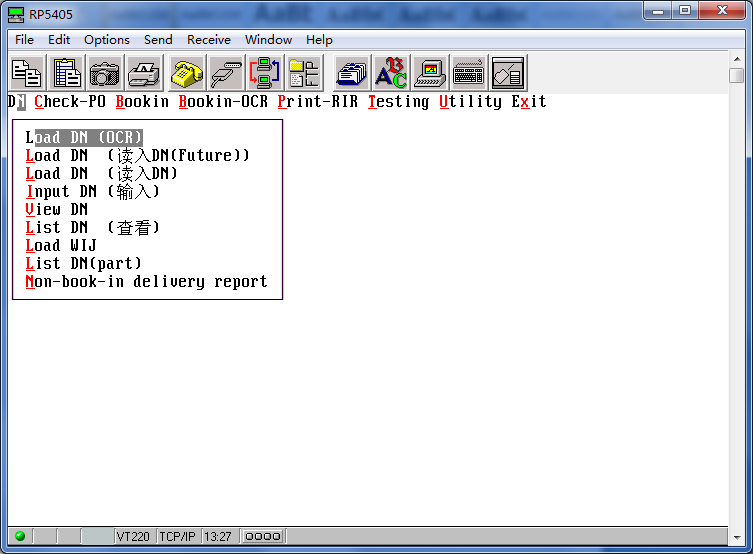 RP5405
File Edit Options Send Receive Window Help
DN Check-PO Bookin Bookin-OCR Print-RIR Testing Utility Exit
Load DN (OCR)
Load DN (读入DN(Future))
Load DN (读入DN)
Input DN (输入)
View DN
List DN (查看)
Load WIJ
List DN(part)
Non-book-in delivery report
VT220 TCP/IP 13:27